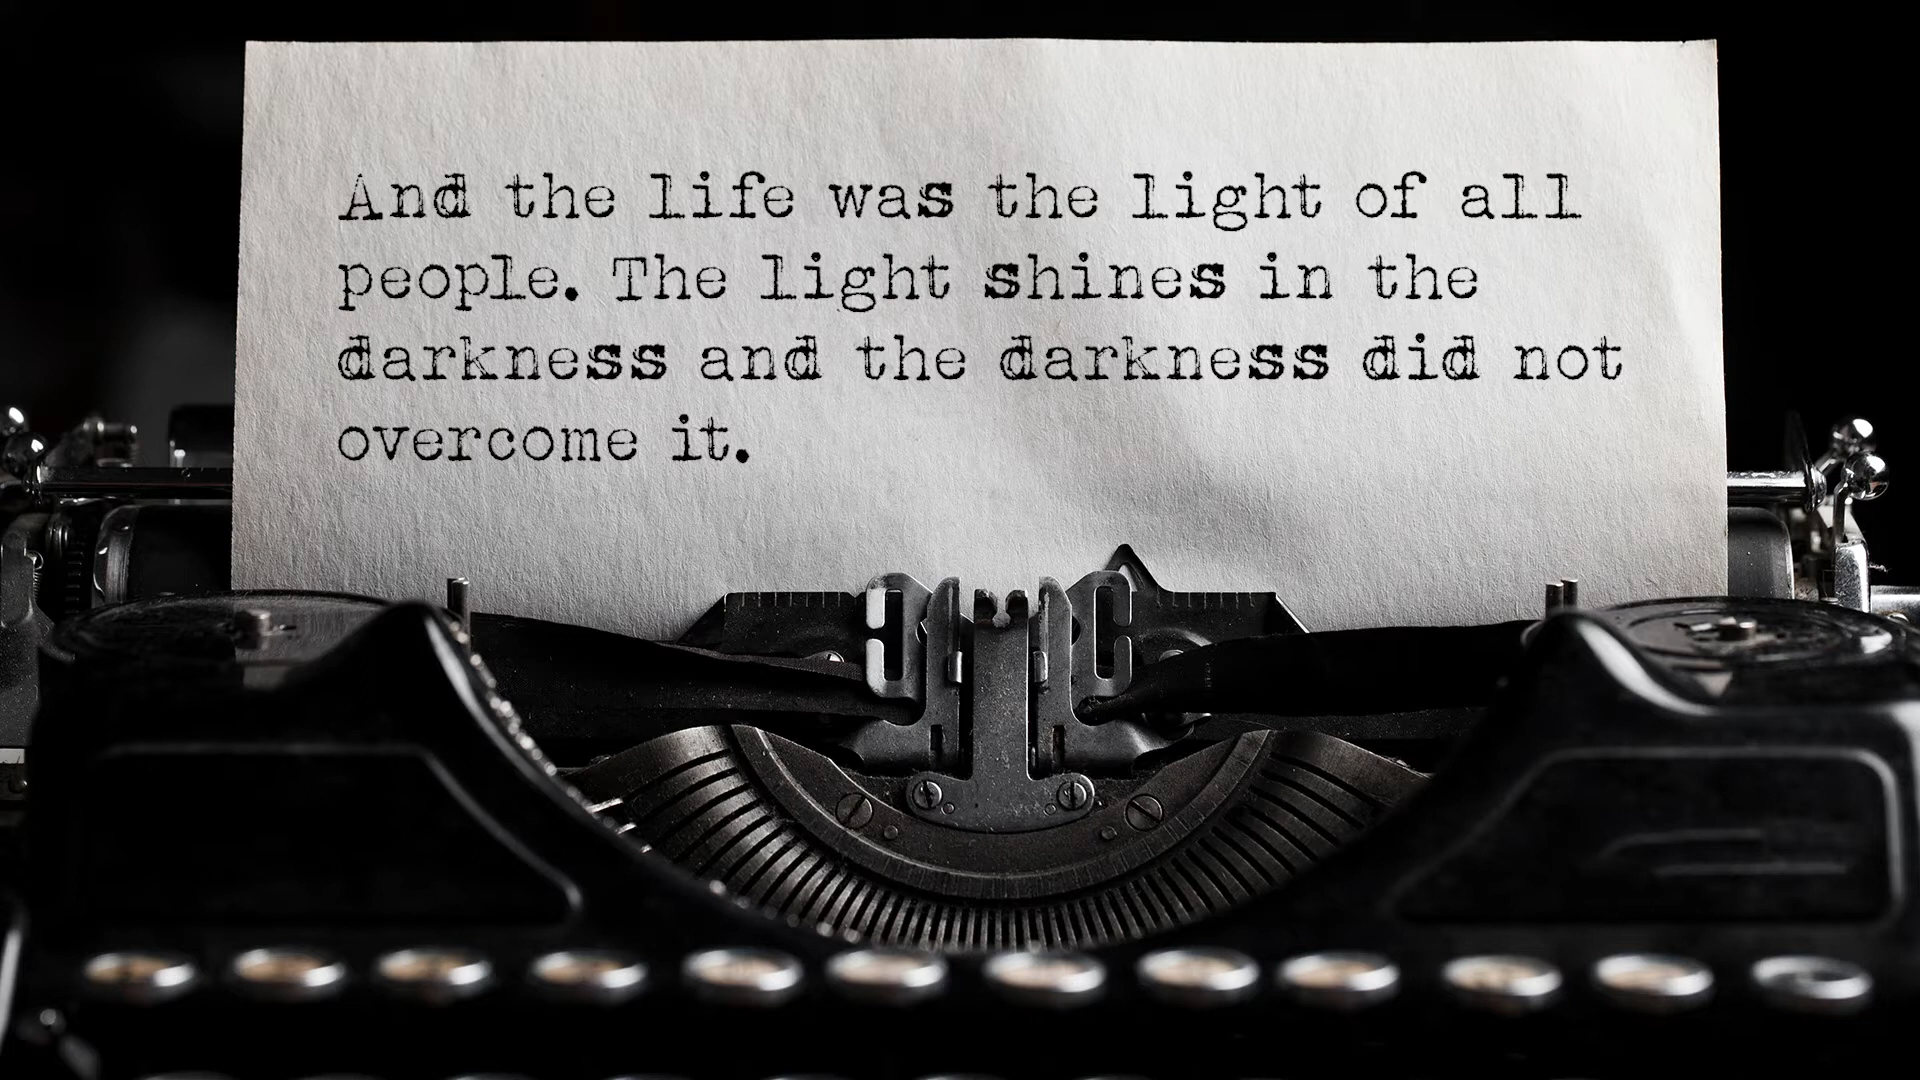 And the life was the light of all
people. The light shines in the
darkness and the darkness did not
overcome it.